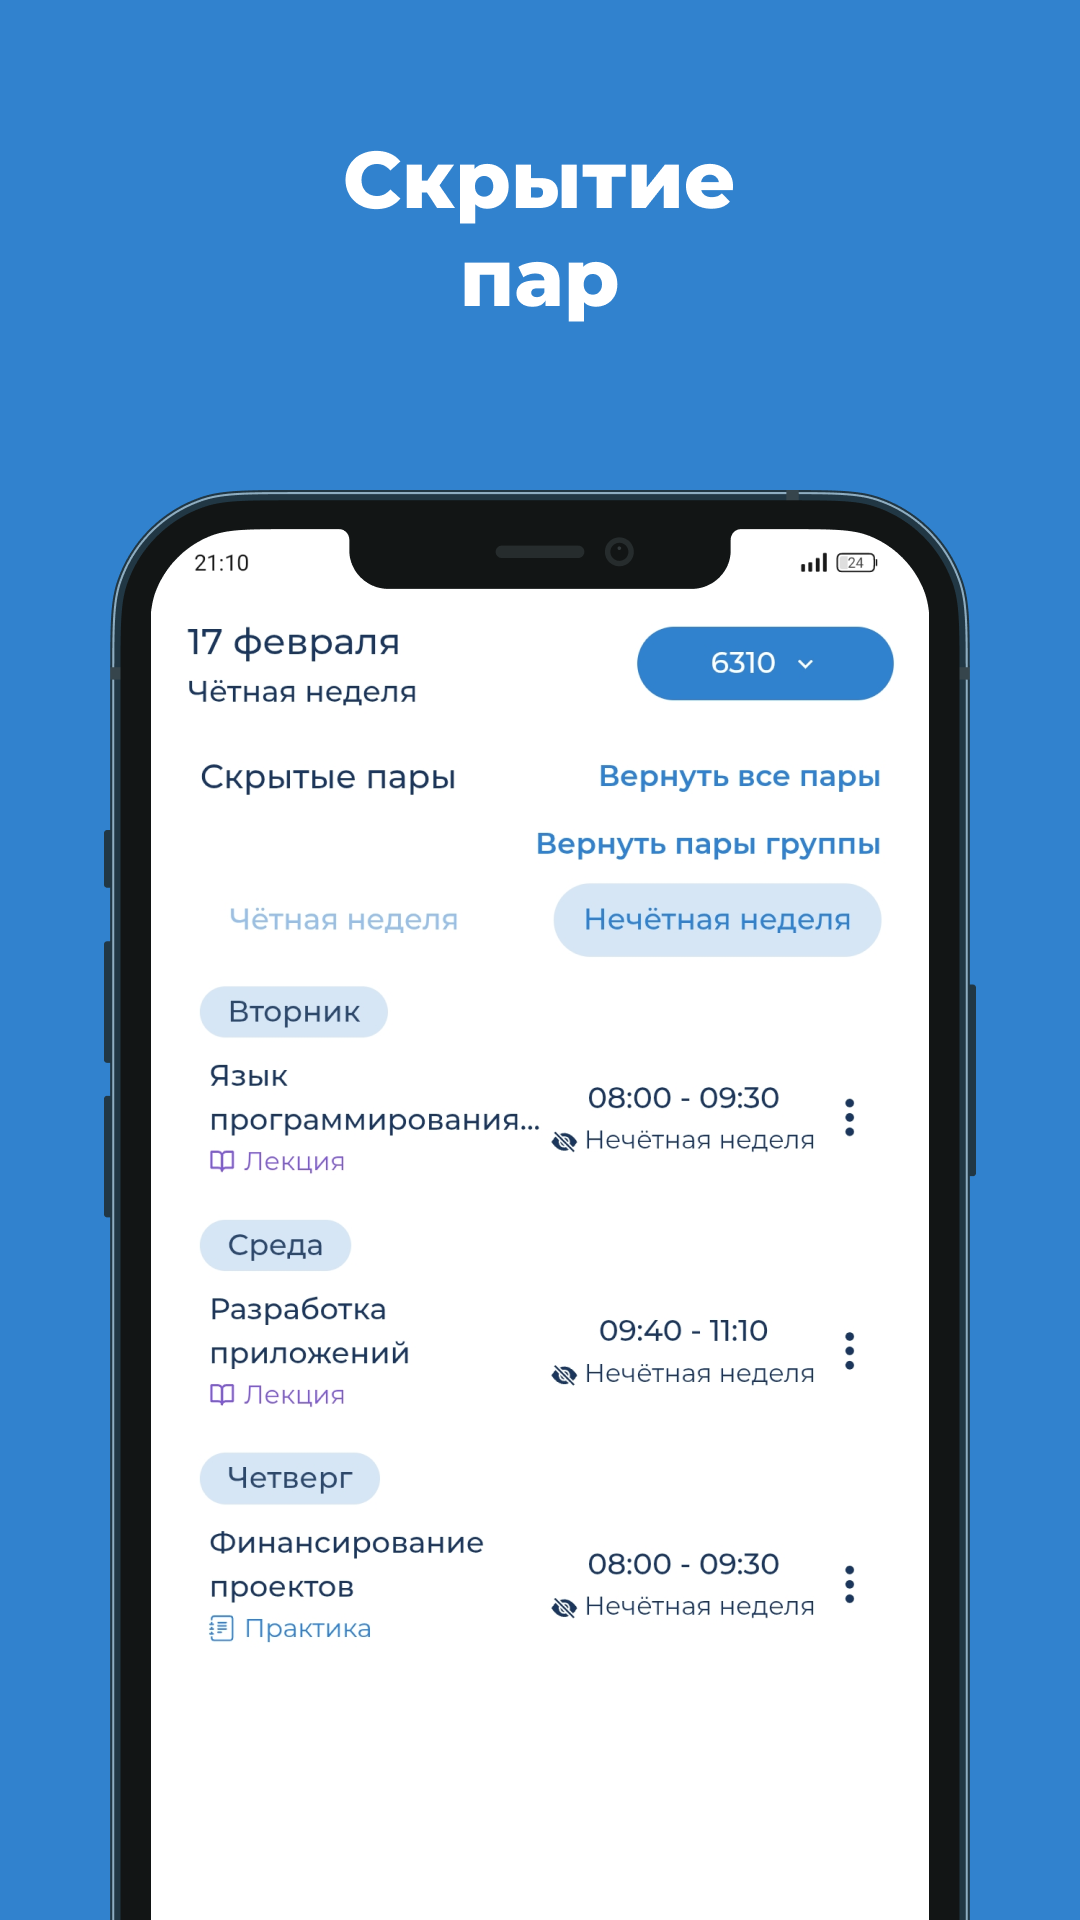 Скрытие
пар
21:10
24
17 февраля
6310
Чётная неделя
Скрытые пары
Вернуть все пары
Вернуть пары группы
Чётная неделя
Нечётная неделя
Вторник
Язык
программирования...
Лекция
08:00 - 09:30
Нечётная неделя
Среда
Разработка
приложений
Лекция
09:40 - 11:10
Нечётная неделя
Четверг
Финансирование
проектов
Практика
08:00 - 09:30
Нечётная неделя